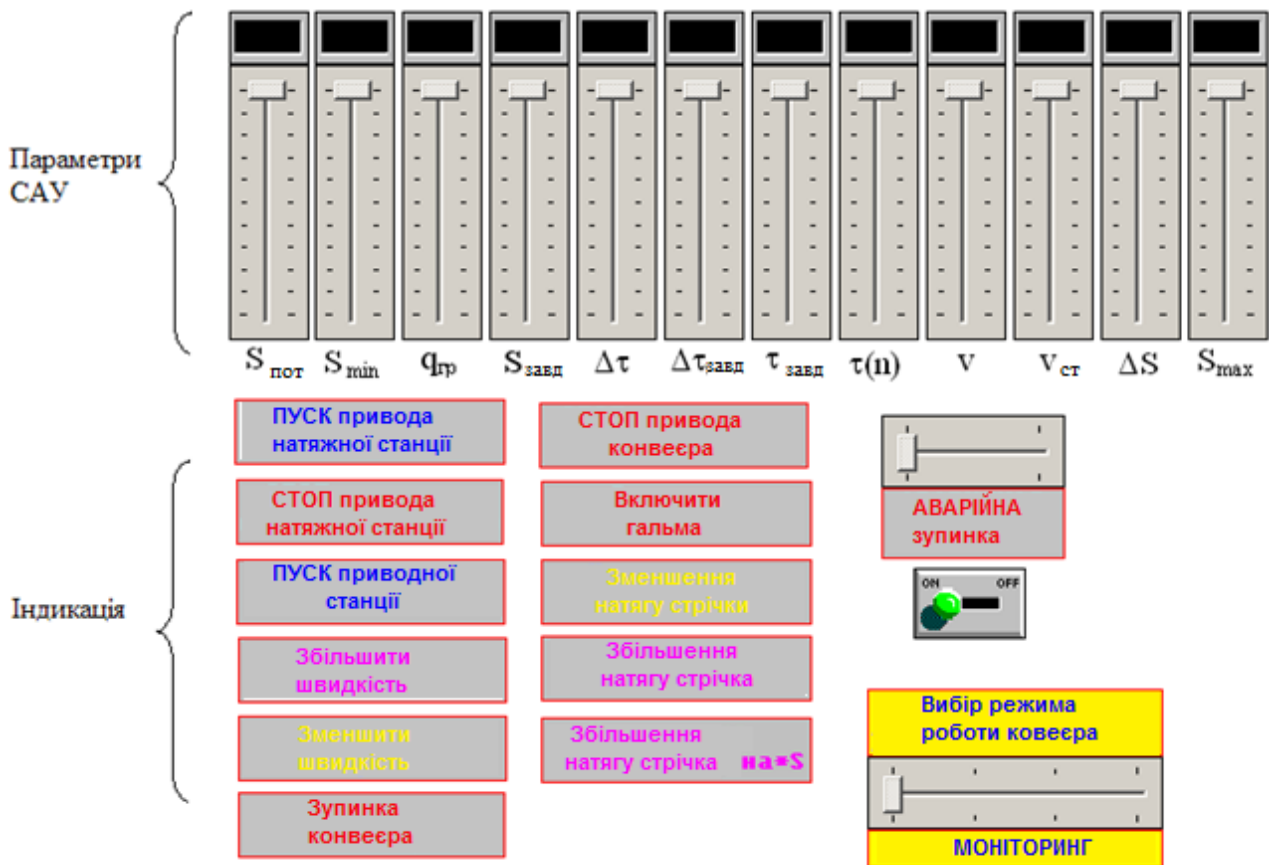 Параметри
САУ
S пот S min qгр Sзавд Δτ Δτзавд τ завд τ(n) v v ст ΔS Smax
Індикація
ПУСК привода
натяжної станції
СТОП привода
натяжної станції
ПУСК приводної
станції
Збільшити
швидкість
Зменшити
швидкість
Зупинка
конвеєра
СТОП привода
конвеєра
Включити
гальма
Зменшення
натягу стрічки
Збільшення
натягу стрічка
Збільшення
натягу стрічка на*S
АВАРІЙНА
зупинка
ON OFF
Вибір режима
роботи ковеєра
МОНІТОРИНГ